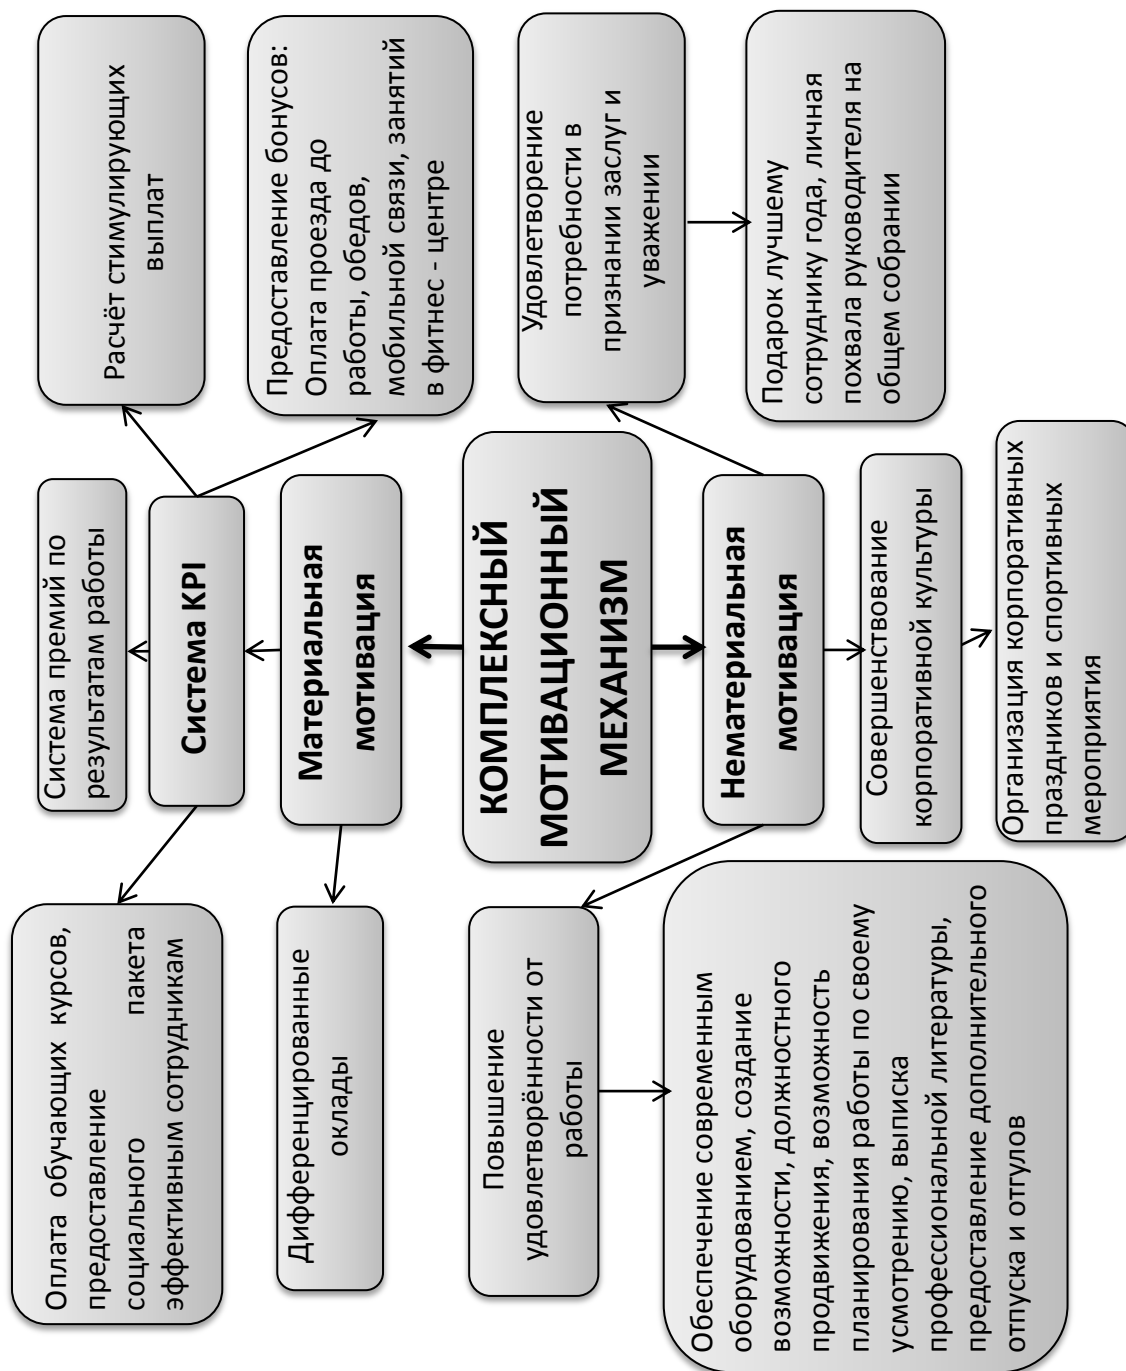 Оплата обучающих курсов,
предоставление
социального пакета
эффективным сотрудникам
Система премий по
результатам работы
Расчёт стимулирующих
выплат
Система KPI
Предоставление бонусов:
Оплата проезда до
работы, обедов,
мобильной связи, занятий
в фитнес - центре
Дифференцированные
оклады
Материальная
мотивация
КОМПЛЕКСНЫЙ
МОТИВАЦИОННЫЙ
МЕХАНИЗМ
Повышение
удовлетворённости от
работы
Нематериальная
мотивация
Удовлетворение
потребности в
признании заслуг и
уважении
Обеспечение современным
оборудованием, создание
возможности, должностного
продвижения, возможность
планирования работы по своему
усмотрению, выписка
профессиональной литературы,
предоставление дополнительного
отпуска и отгулов
Совершенствование
корпоративной культуры
Подарок лучшему
сотруднику года, личная
похвала руководителя на
общем собрании
Организация корпоративных
праздников и спортивных
мероприятия